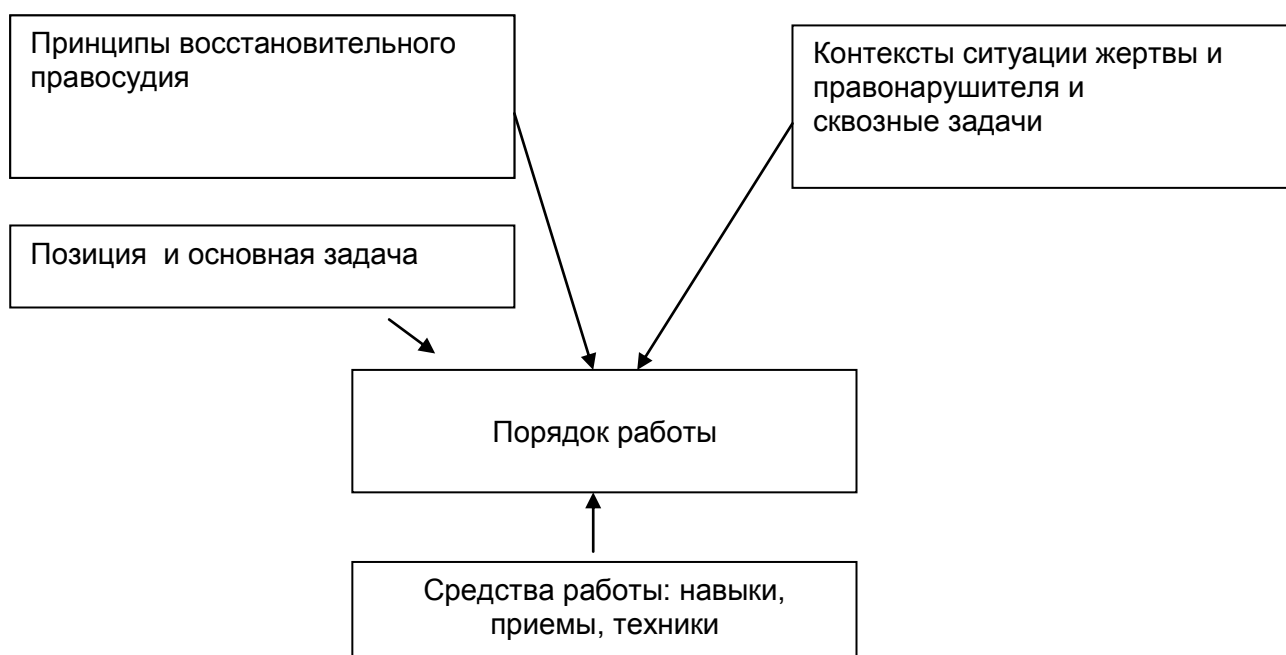 Принципы восстановительного
правосудия
Контексты ситуации жертвы и
правонарушителя и
сквозные задачи
Позиция и основная задача
Порядок работы
Средства работы: навыки,
приемы, техники